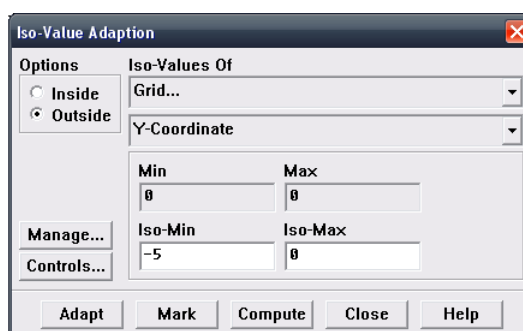 Iso-Value Adaption
Options
Iso-Values Of
Inside
Outside
Grid...
Y-Coordinate
Min
Max
0
0
Iso-Min
Iso-Max
-5
0
Manage...
Controls...
Adapt
Mark
Compute
Close
Help